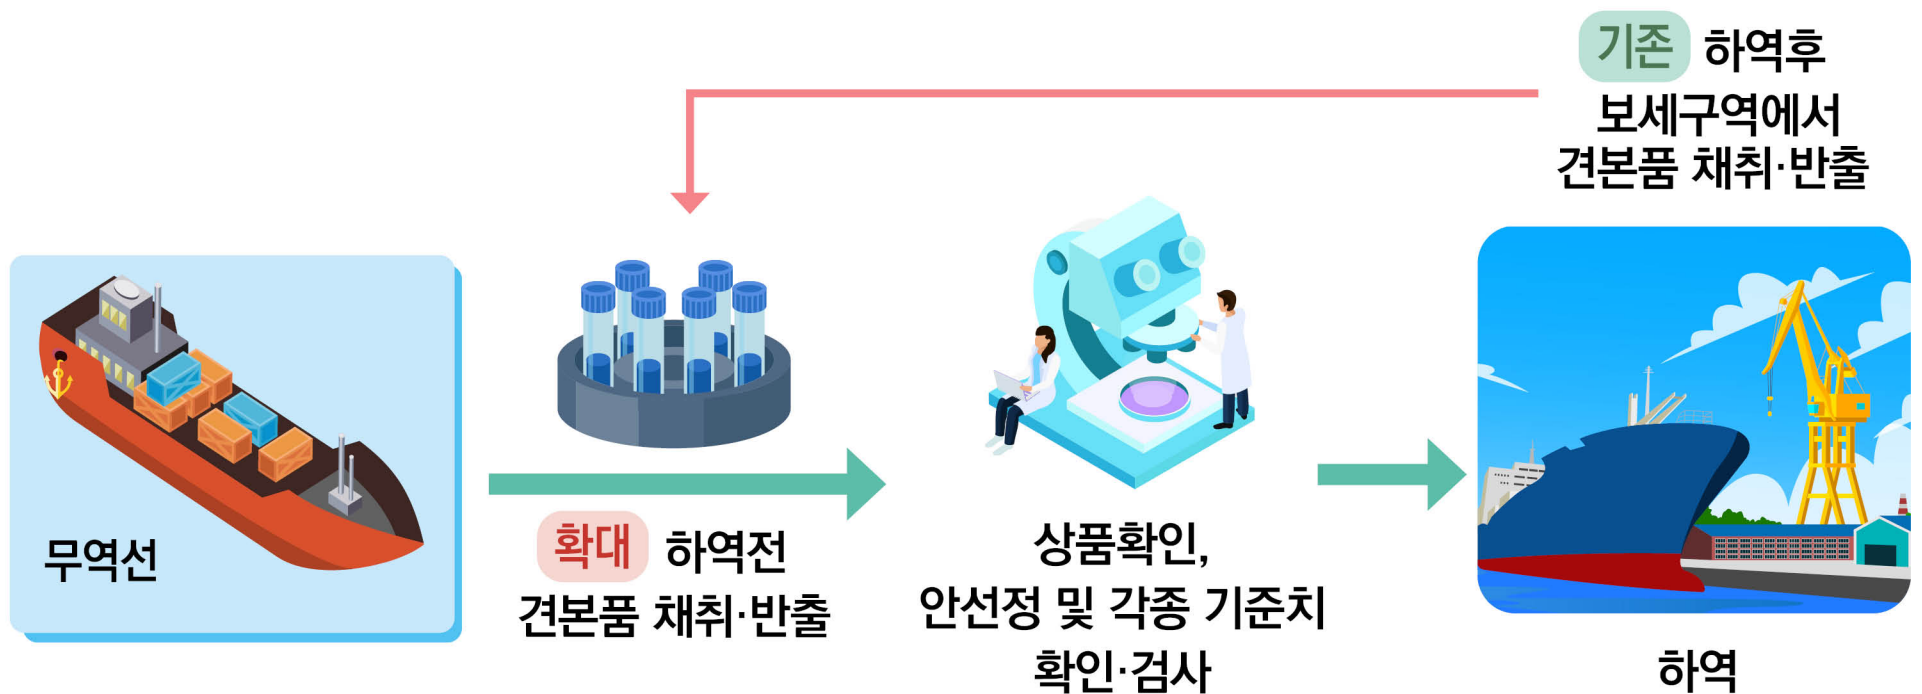 기존 하역후
보세구역에서
견본품 채취·반출
무역선
확대 하역전
견본품 채취·반출
상품확인,
안선정 및 각종 기준치
확인·검사
하역